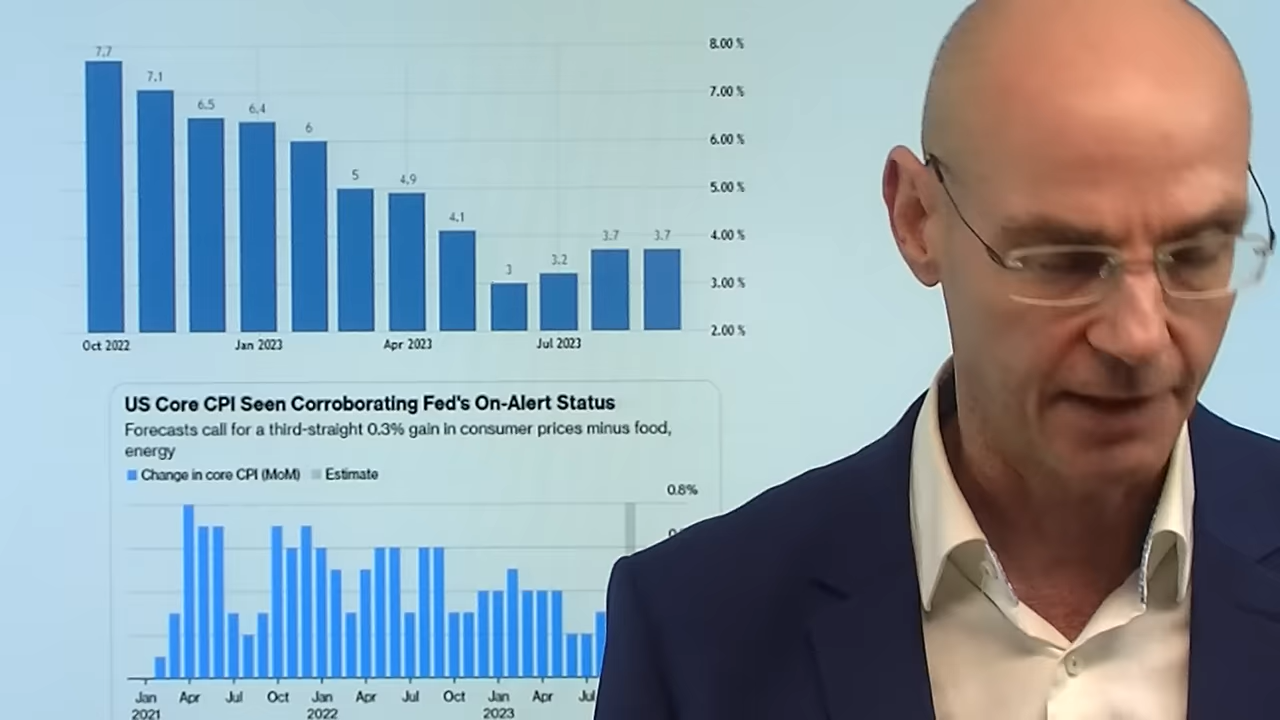 7.7
7.1
6.5
6.4
6
5
4.9
4.1
3
3.2
3.7
3.7
8.00 %
7.00 %
6.00 %
5.00 %
4.00 %
3.00 %
2.00 %
Oct 2022 Jan 2023 Apr 2023 Jul 2023
US Core CPI Seen Corroborating Fed's On-Alert Status
Forecasts call for a third-straight 0.3% gain in consumer prices minus food,
energy
Change in core CPI (MoM) Estimate
0.8%
Jan Apr Jul Oct Jan Apr Jul Oct Jan Apr Jul
2021 2022 2023